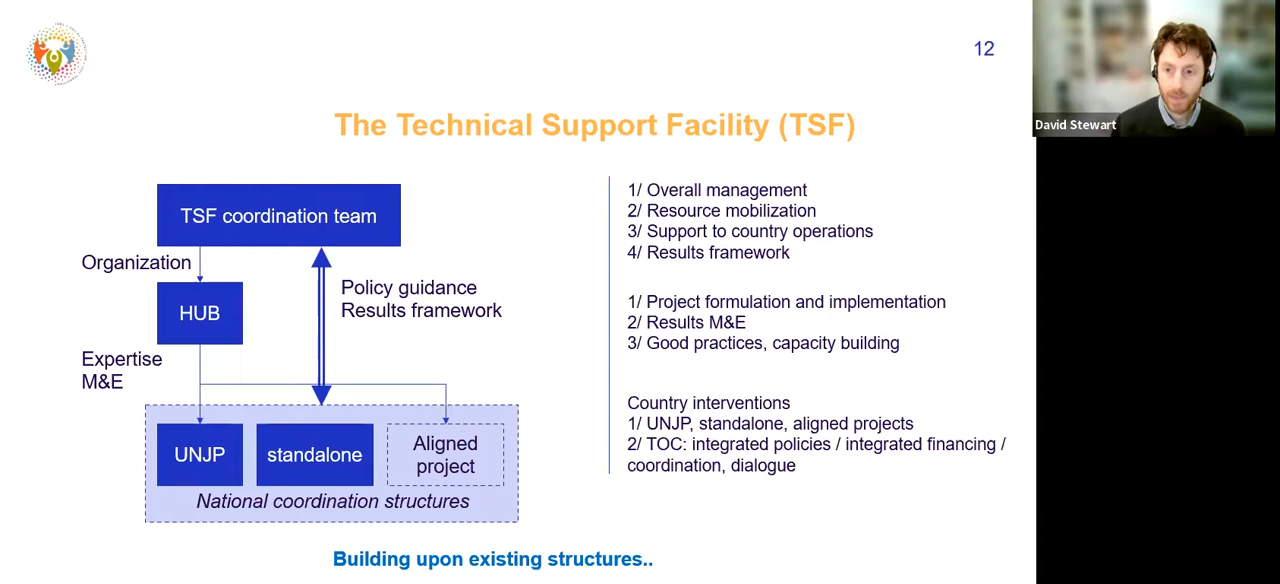 12
David Stewart
The Technical Support Facility (TSF)
TSF coordination team
Organization
HUB
Policy guidance
Results framework
Expertise
M&E
UNJP
standalone
Aligned
project
National coordination structures
1/ Overall management
2/ Resource mobilization
3/ Support to country operations
4/ Results framework
1/ Project formulation and implementation
2/ Results M&E
3/ Good practices, capacity building
Country interventions
1/ UNJP, standalone, aligned projects
2/ TOC: integrated policies / integrated financing /
coordination, dialogue
Building upon existing structures..